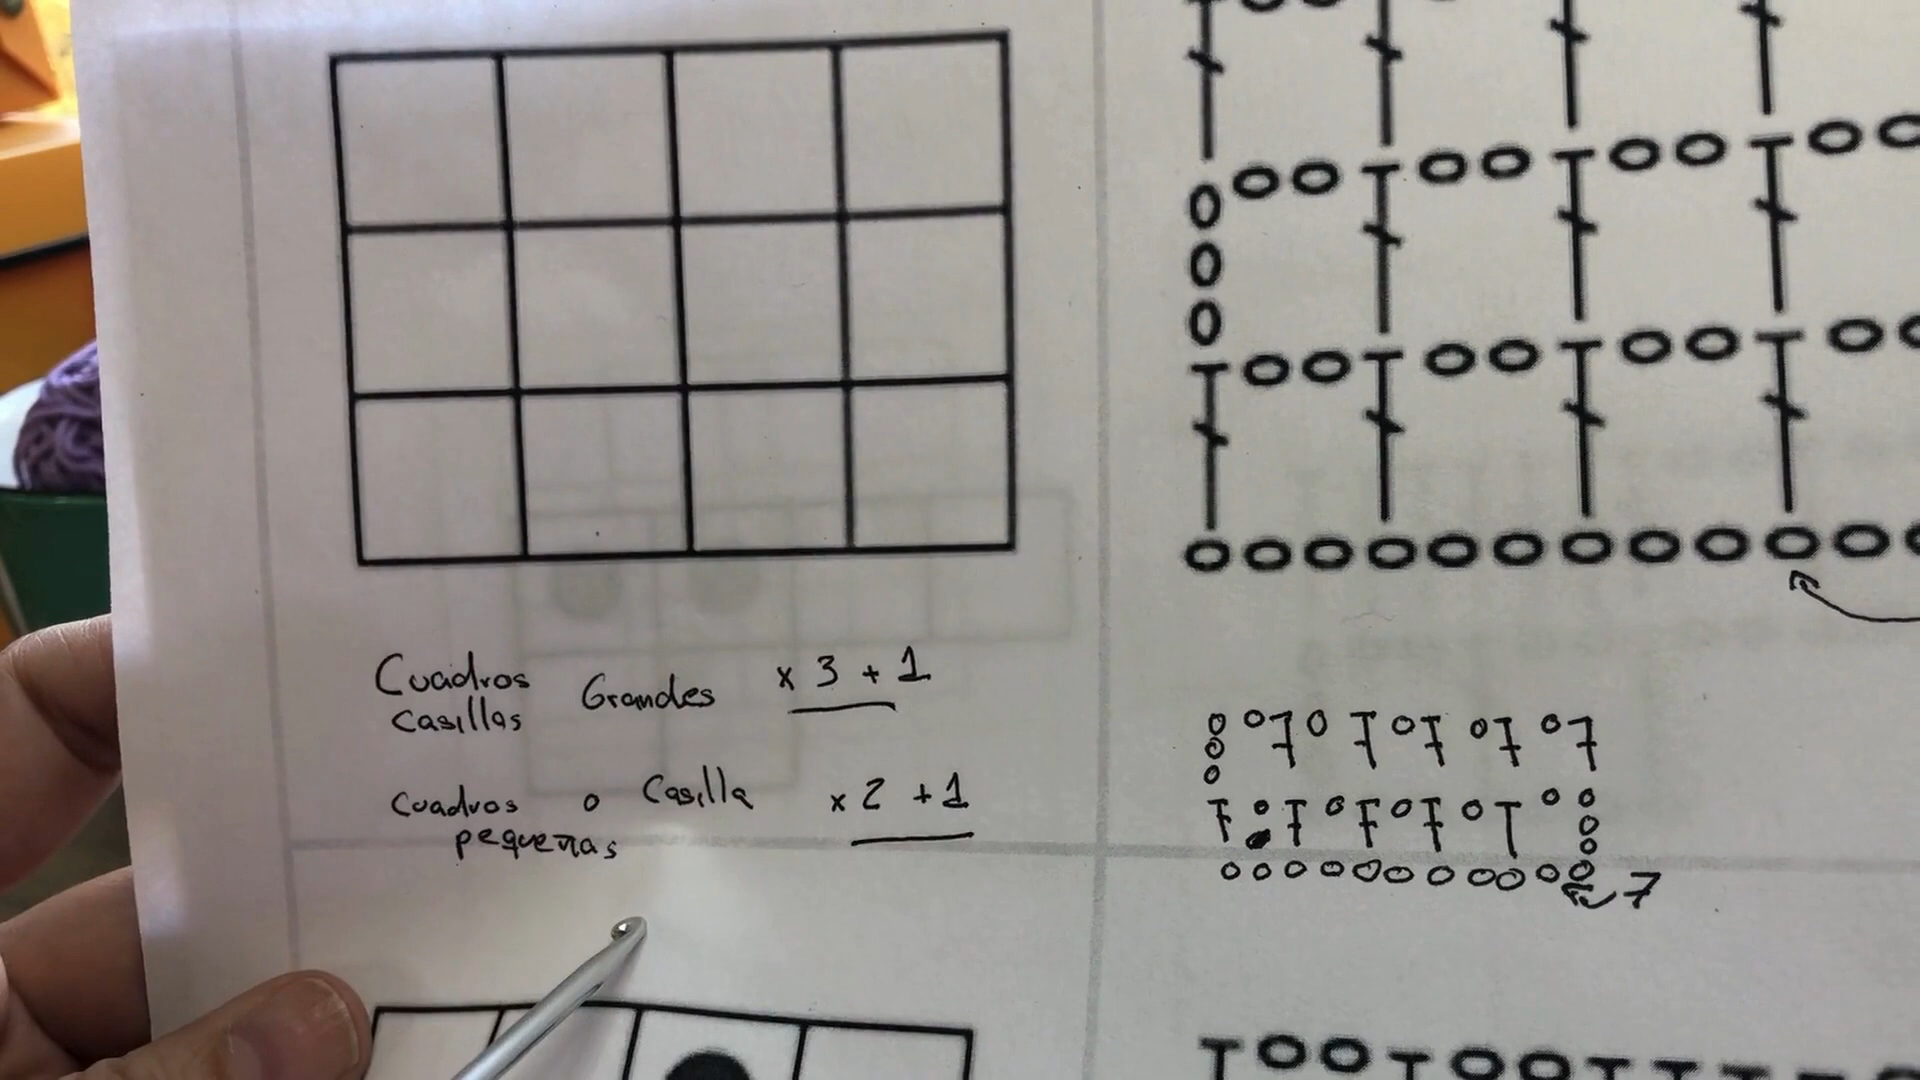 Cuadros Grandes x 3 + 1
casillas
cuadros o Casilla x 2 + 1
pequeñas
7